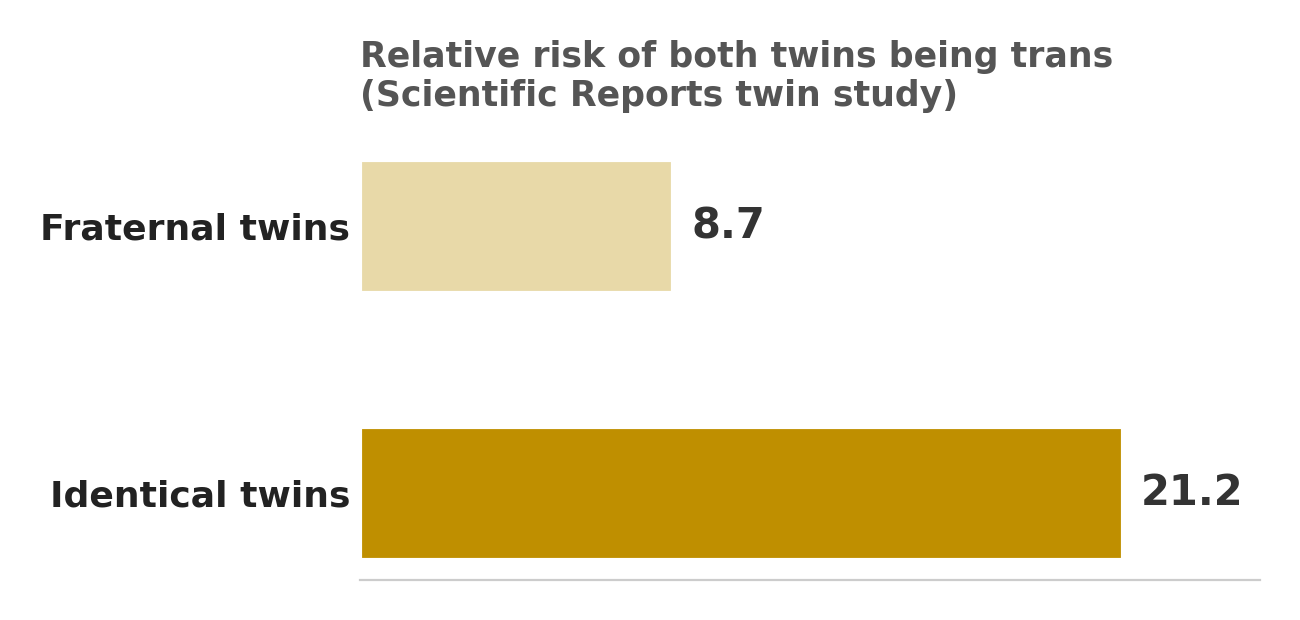 Relative risk of both twins being trans
(Scientific Reports twin study)
Fraternal twins 8.7
Identical twins 21.2